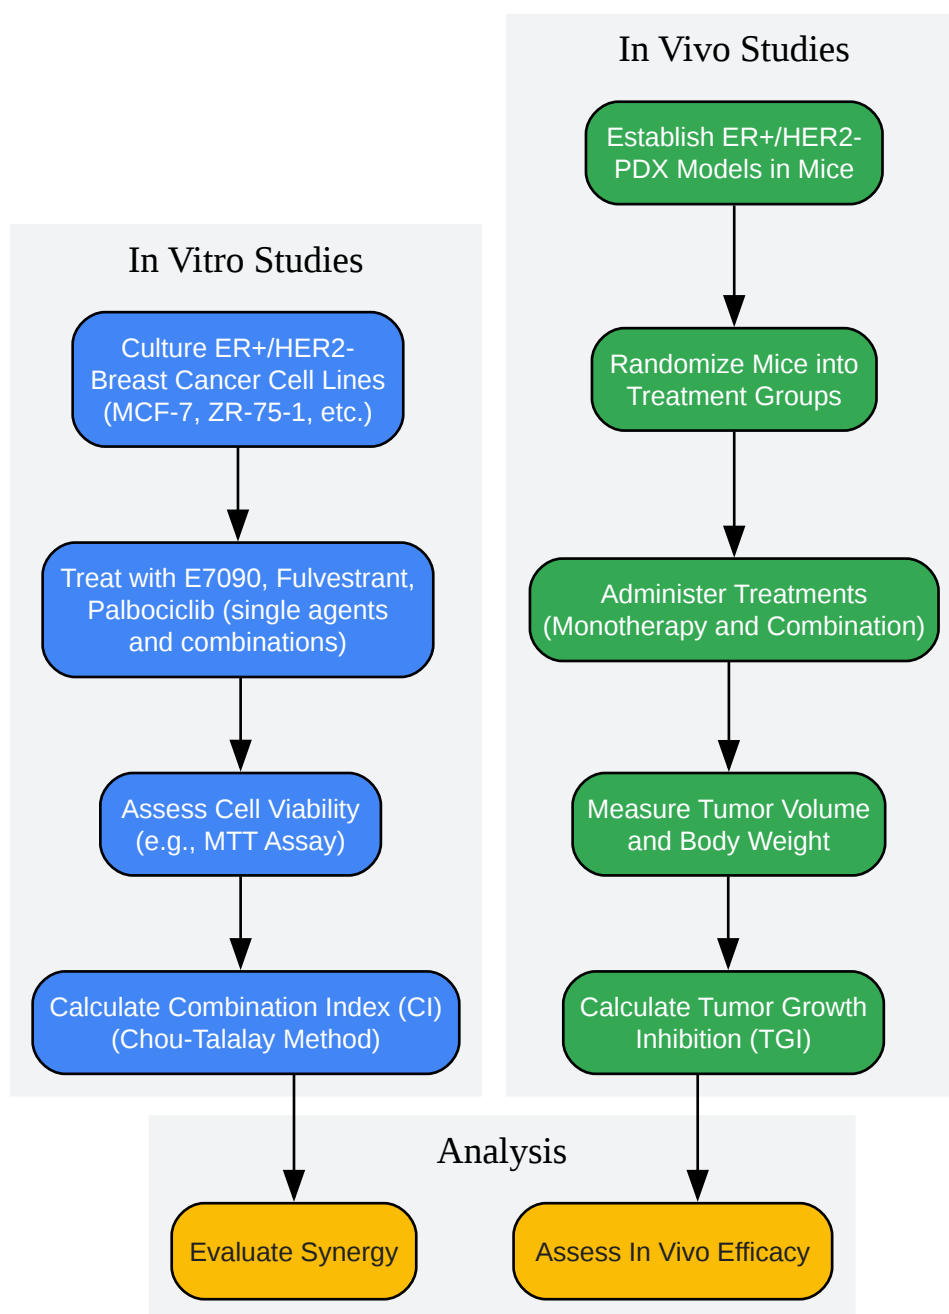 In Vitro Studies
Culture ER+/HER2-
Breast Cancer Cell Lines
(MCF-7, ZR-75-1, etc.)
Treat with E7090, Fulvestrant,
Palbociclib (single agents
and combinations)
Assess Cell Viability
(e.g., MTT Assay)
Calculate Combination Index (CI)
(Chou-Talalay Method)
In Vivo Studies
Establish ER+/HER2-
PDX Models in Mice
Randomize Mice into
Treatment Groups
Administer Treatments
(Monotherapy and Combination)
Measure Tumor Volume
and Body Weight
Calculate Tumor Growth
Inhibition (TGI)
Analysis
Evaluate Synergy
Assess In Vivo Efficacy